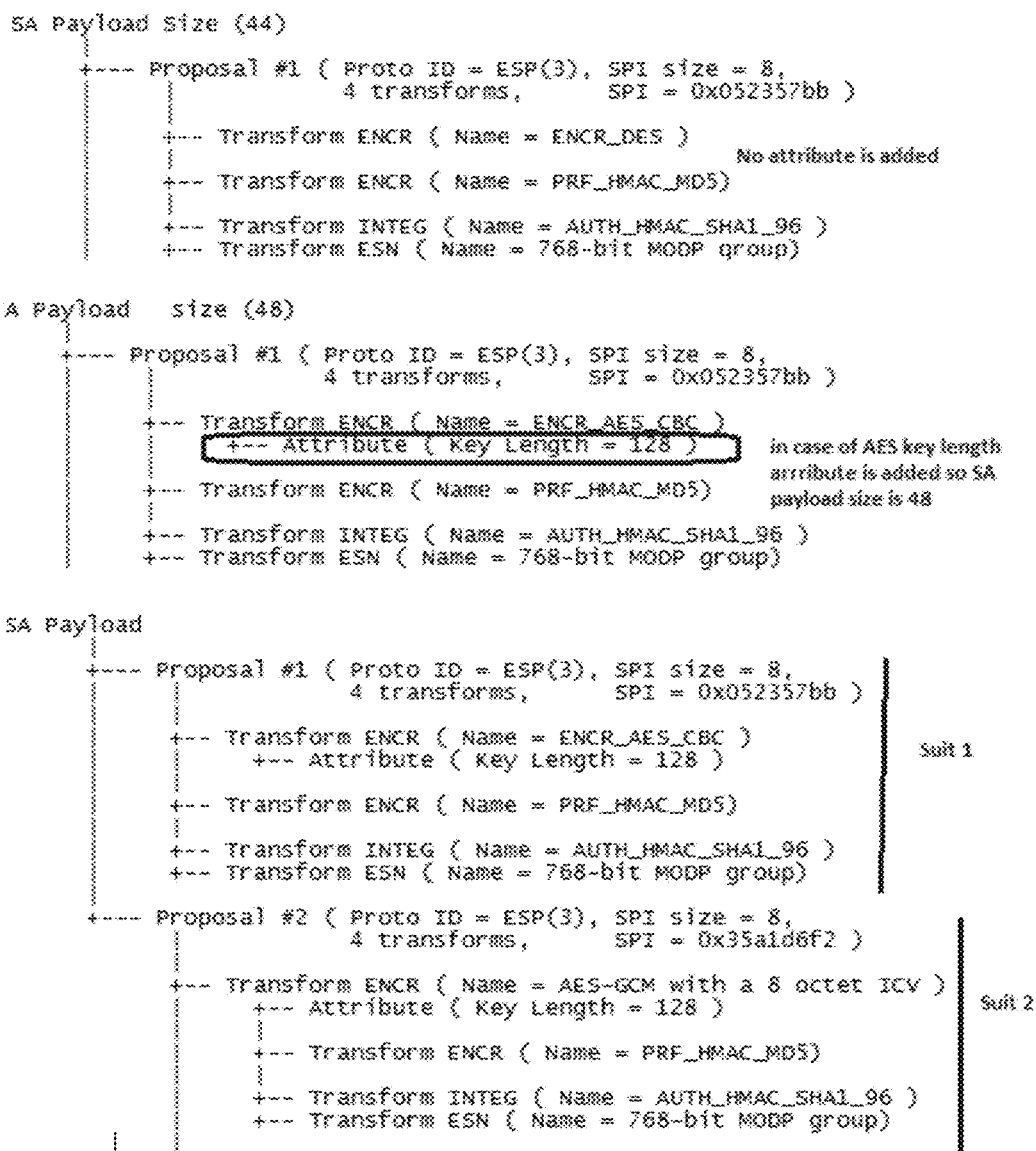 SA Payload Size (44)
+--- Proposal #1 ( Proto ID = ESP(3), SPI size = 8,
4 transforms, SPI = 0x052357bb )
+--- Transform ENCR ( Name = ENCR_DES )
No attribute is added
+--- Transform ENCR ( Name = PRF_HMAC_MD5)
+-- Transform INTEG ( Name = AUTH_HMAC_SHA1_96 )
+--- Transform ESN ( Name = 768-bit MODP group)
A Payload size (48)
+--- Proposal #1 ( Proto ID = ESP(3), SPI size = 8,
4 transforms, SPI = 0x052357bb )
+-- Transform ENCR ( Name = ENCR_AES_CBC )
+-- Attribute ( Key Length = 128 )
in case of AES key length
arrribute is added so SA
payload size is 48
+--- Transform ENCR ( Name = PRF_HMAC_MD5)
+-- Transform INTEG ( Name = AUTH_HMAC_SHA1_96 )
+-- Transform ESN ( Name = 768-bit MODP group)
SA Payload
+--- Proposal #1 ( Proto ID = ESP(3), SPI size = 8,
4 transforms, SPI = 0x052357bb )
+-- Transform ENCR ( Name = ENCR_AES_CBC )
+-- Attribute ( Key Length = 128 )
Suit 1
+-- Transform ENCR ( Name = PRF_HMAC_MD5)
+-- Transform INTEG ( Name = AUTH_HMAC_SHA1_96 )
+-- Transform ESN ( Name = 768-bit MODP group)
+--- Proposal #2 ( Proto ID = ESP(3), SPI size = 8,
4 transforms, SPI = 0x35a1d6f2 )
+-- Transform ENCR ( Name = AES-GCM with a 8 octet ICV )
+-- Attribute ( Key Length = 128 )
Suit 2
+-- Transform ENCR ( Name = PRF_HMAC_MD5)
+-- Transform INTEG ( Name = AUTH_HMAC_SHA1_96 )
+-- Transform ESN ( Name = 768-bit MODP group)